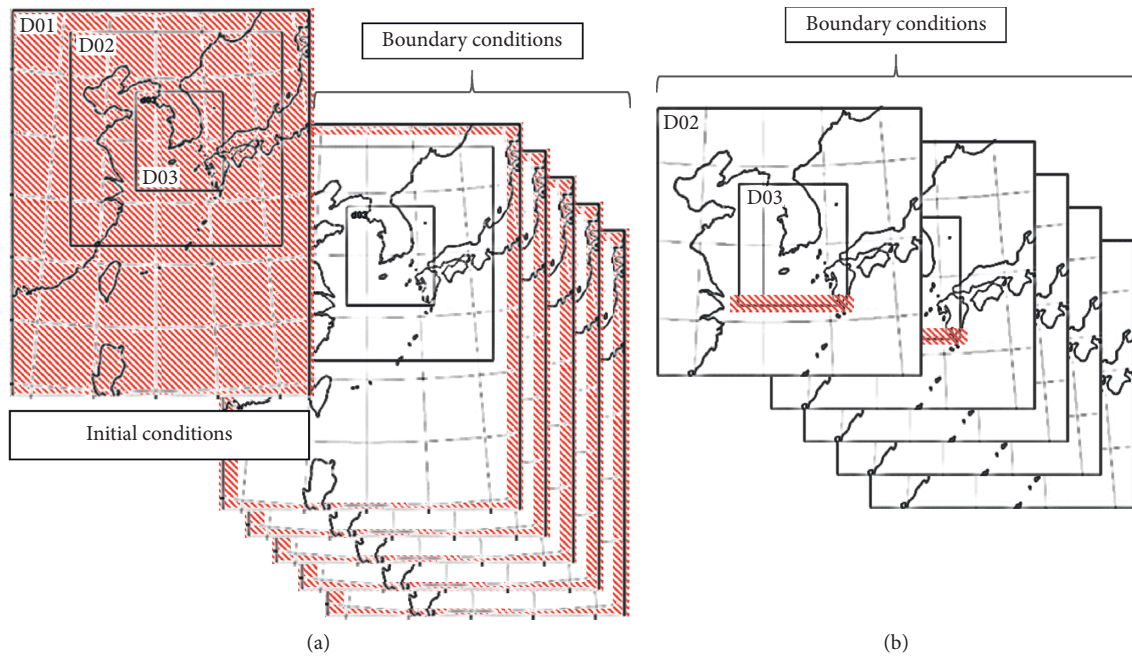 D01
D02
D03
Initial conditions
Boundary conditions
(a)
Boundary conditions
D02
D03
(b)